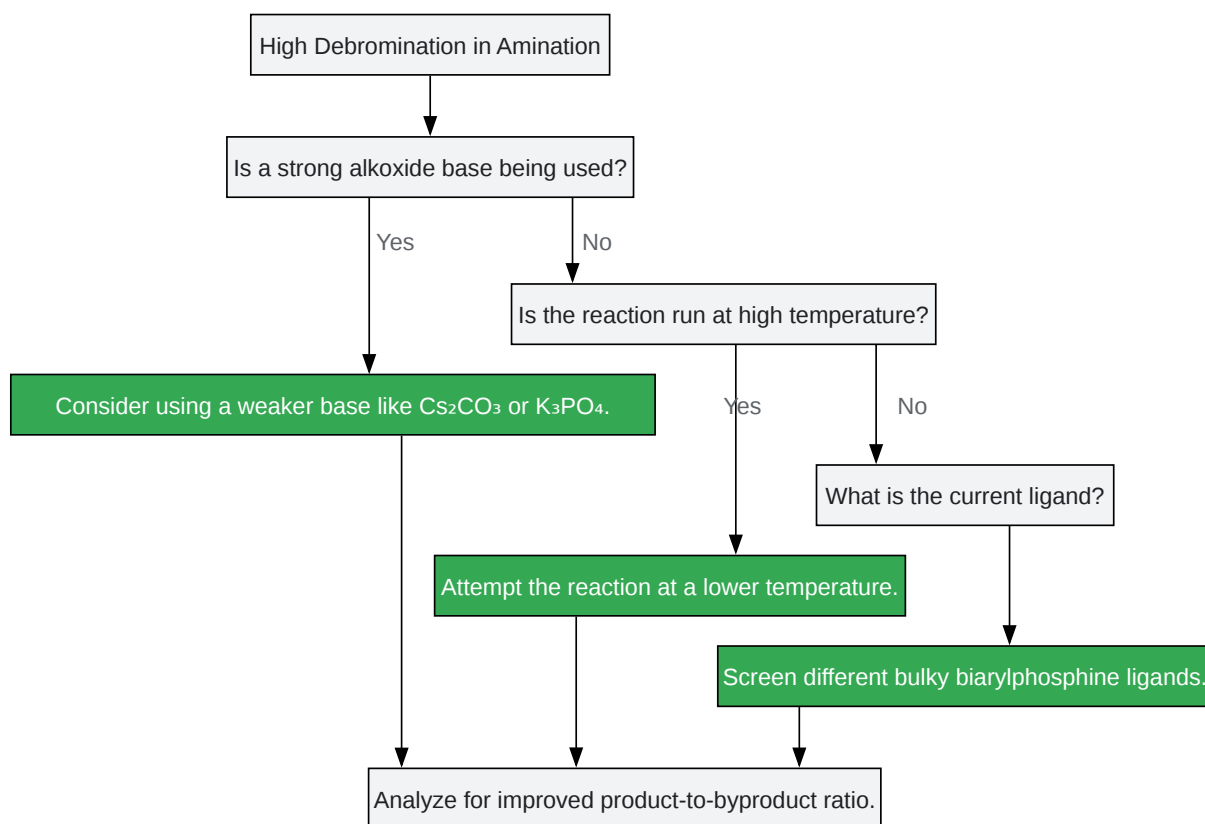 High Debromination in Amination
Is a strong alkoxide base being used?
Yes
No
Is the reaction run at high temperature?
Consider using a weaker base like Cs₂CO₃ or K₃PO₄.
Yes
No
What is the current ligand?
Attempt the reaction at a lower temperature.
Screen different bulky biarylphosphine ligands.
Analyze for improved product-to-byproduct ratio.